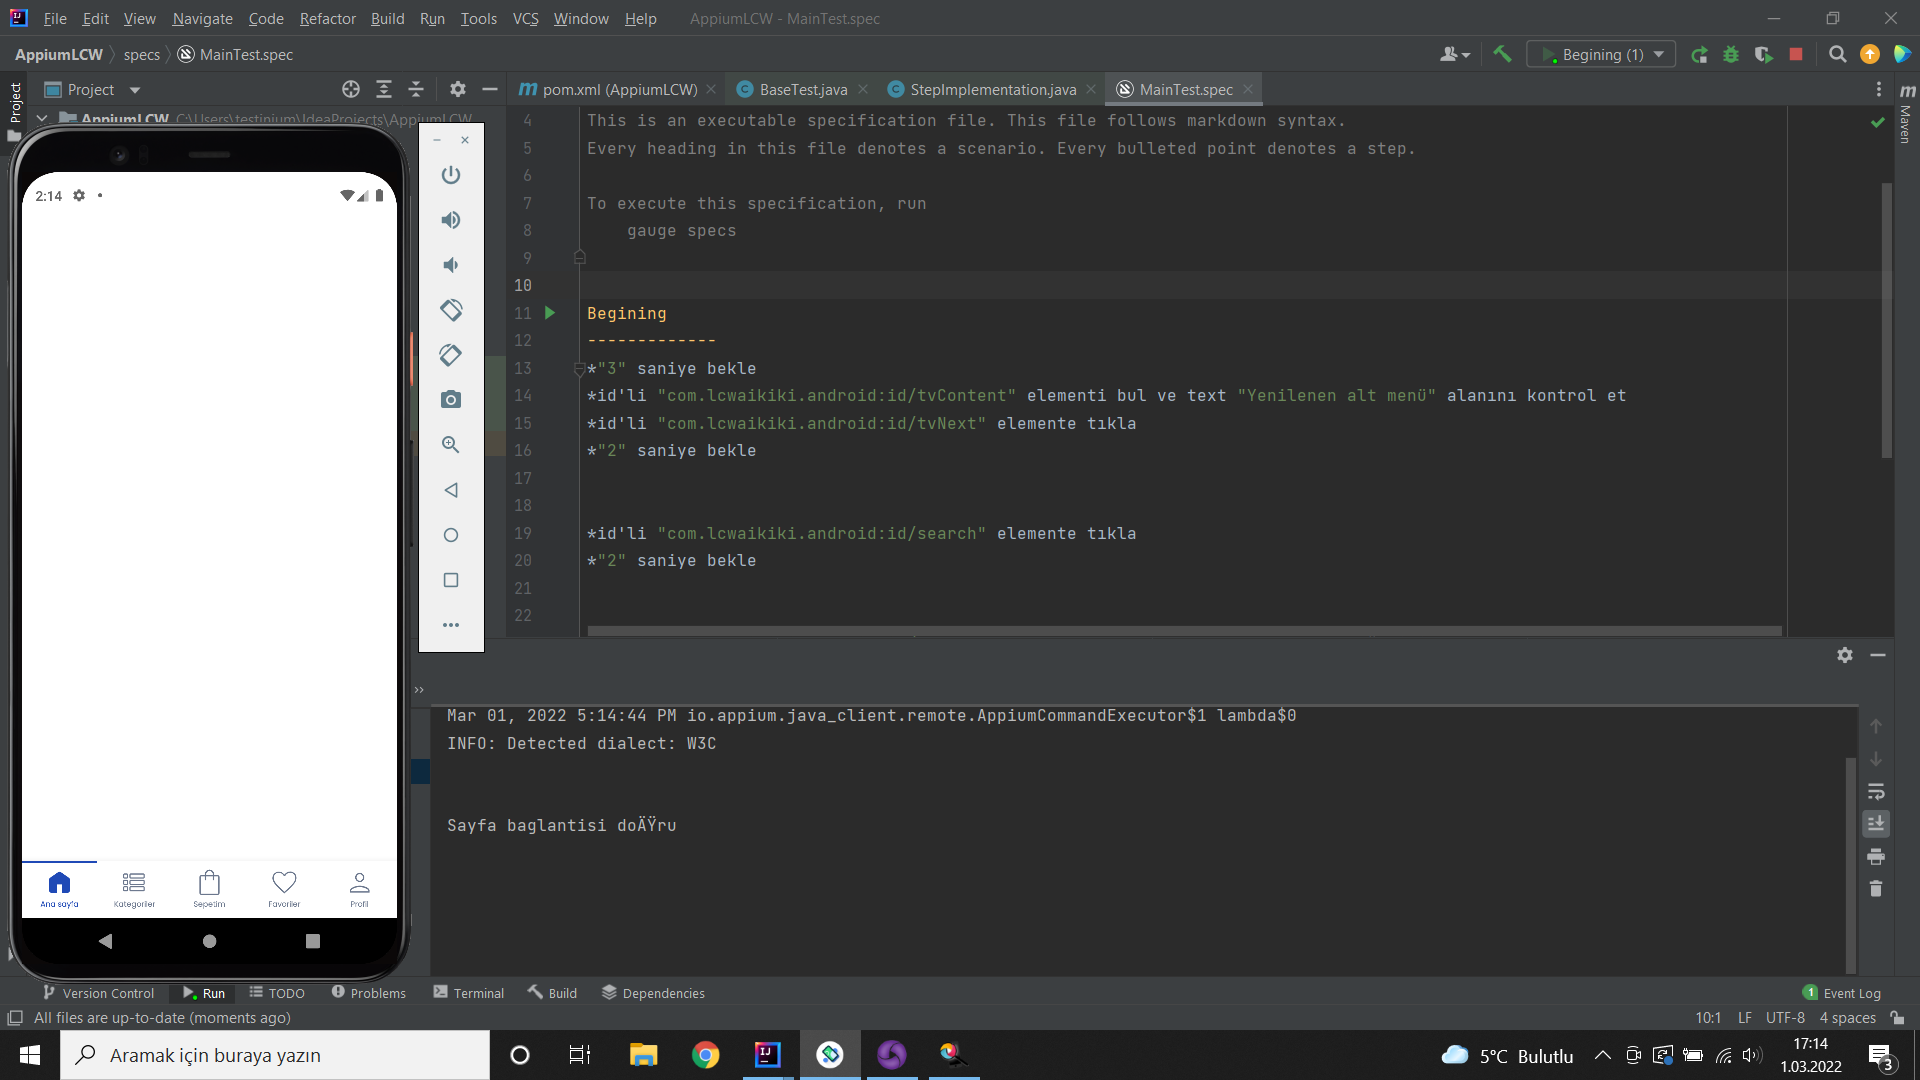 File Edit View Navigate Code Refactor Build Run Tools VCS Window Help AppiumLCW - MainTest.spec
AppiumLCW specs MainTest.spec Begining (1)
Project Project pom.xml (AppiumLCW) BaseTest.java StepImplementation.java MainTest.spec Maven
AppiumLCW C:\Users\testinium\IdeaProjects\AppiumLCW
4 This is an executable specification file. This file follows markdown syntax.
5 Every heading in this file denotes a scenario. Every bulleted point denotes a step.
6
7 To execute this specification, run
8 gauge specs
9
10
11 Begining
12 -------------
13 *"3" saniye bekle
14 *id'li "com.lcwaikiki.android:id/tvContent" elementi bul ve text "Yenilenen alt menü" alanını kontrol et
15 *id'li "com.lcwaikiki.android:id/tvNext" elemente tıkla
16 *"2" saniye bekle
17
18
19 *id'li "com.lcwaikiki.android:id/search" elemente tıkla
20 *"2" saniye bekle
21
22
2:14
Ana sayfa Kategoriler Sepetim Favoriler Profil
Mar 01, 2022 5:14:44 PM io.appium.java_client.remote.AppiumCommandExecutor$1 lambda$0
INFO: Detected dialect: W3C
Sayfa baglantisi doÄŸru
Version Control Run TODO Problems Terminal Build Dependencies 1 Event Log
All files are up-to-date (moments ago) 10:1 LF UTF-8 4 spaces
Aramak için buraya yazın 5°C Bulutlu 17:14
1.03.2022 3